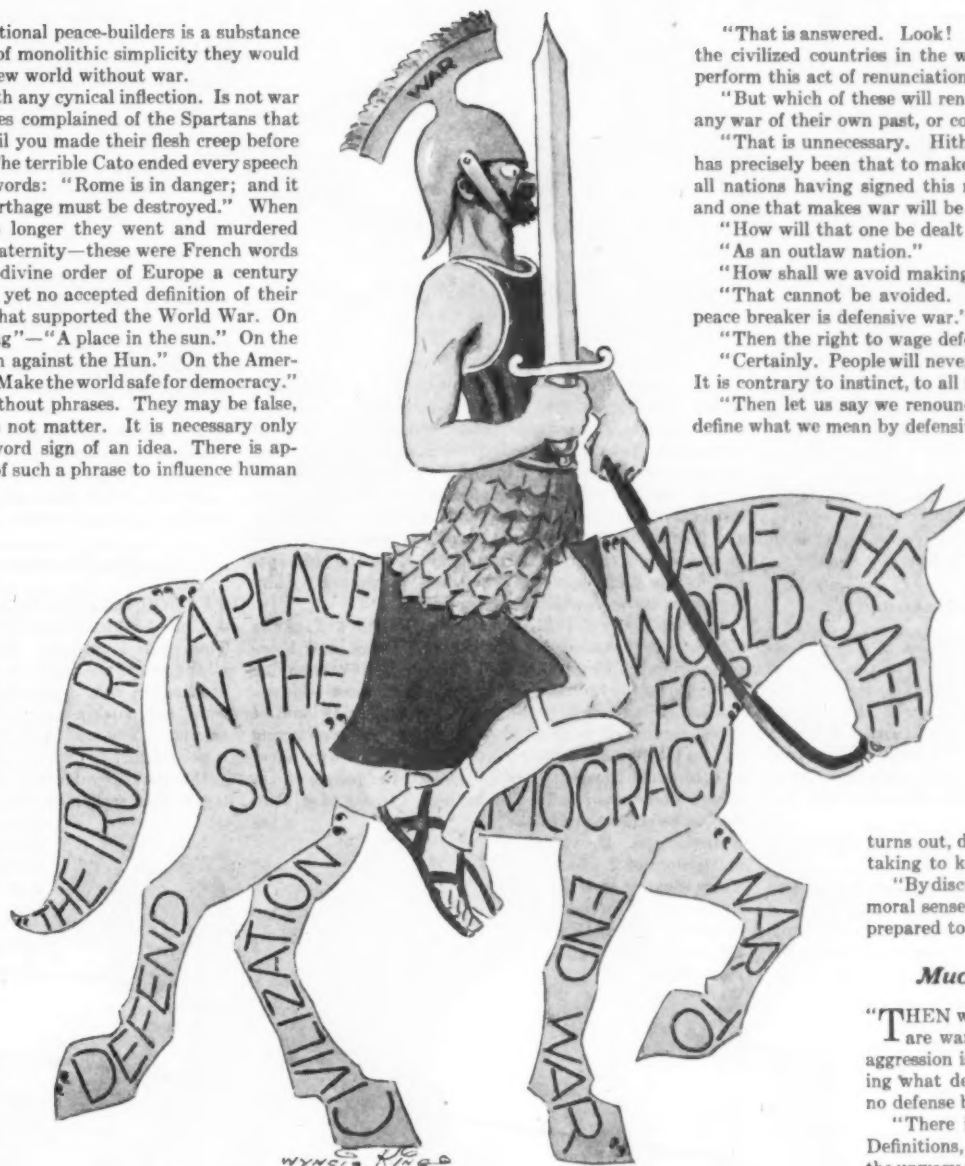 tional peace-builders is a substance
of monolithic simplicity they would
ew world without war.
th any cynical inflection. Is not war
es complained of the Spartans that
il you made their flesh creep before
he terrible Cato ended every speech
words: "Rome is in danger; and it
rthage must be destroyed." When
longer they went and murdered
aternity—these were French words
divine order of Europe a century
yet no accepted definition of their
hat supported the World War. On
g"—"A place in the sun." On the
n against the Hun." On the Amer-
Make the world safe for democracy."
ithout phrases. They may be false,
not matter. It is necessary only
ord sign of an idea. There is ap-
of such a phrase to influence human
WAR
"THE IRON RING"
"A PLACE
IN THE
SUN"
"MAKE THE
WORLD SAFE
FOR
DEMOCRACY"
"DEFEND
CIVILIZATION"
"WAR TO
END WAR"
WYNCIE KING
"That is answered. Look!
the civilized countries in the w
perform this act of renunciation
"But which of these will ren
any war of their own past, or co
"That is unnecessary. Hith
has precisely been that to make
all nations having signed this
and one that makes war will be
"How will that one be dealt
"As an outlaw nation."
"How shall we avoid making
"That cannot be avoided.
peace breaker is defensive war.'
"Then the right to wage defe
"Certainly. People will neve
It is contrary to instinct, to all
"Then let us say we renoun
define what we mean by defensi
turns out, d
taking to k
"By disc
moral sense
prepared to
Muc
"THEN w
are wa
aggression i
ing what de
no defense b
"There i
Definitions,